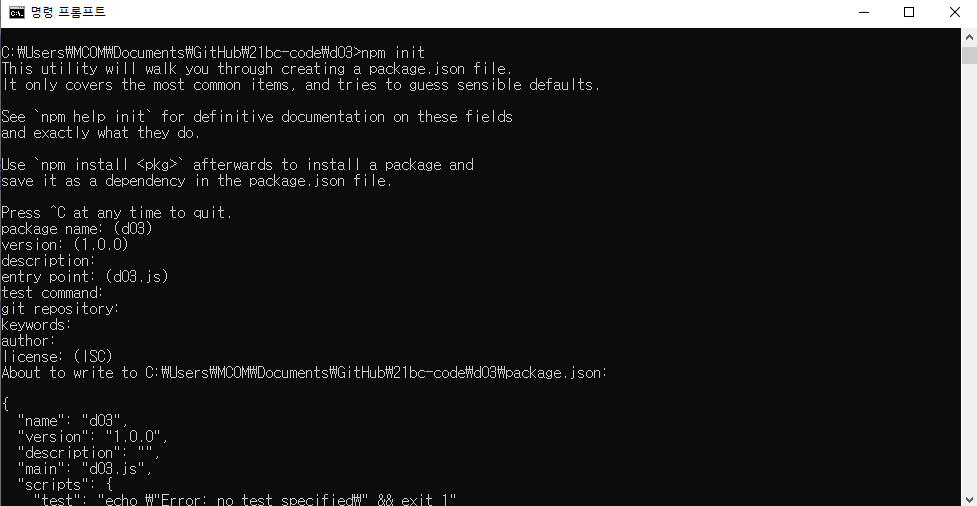 명령 프롬프트
C:\Users\MCOM\Documents\GitHub\21bc-code\d03>npm init
This utility will walk you through creating a package.json file.
It only covers the most common items, and tries to guess sensible defaults.
See `npm help init` for definitive documentation on these fields
and exactly what they do.
Use `npm install <pkg>` afterwards to install a package and
save it as a dependency in the package.json file.
Press ^C at any time to quit.
package name: (d03)
version: (1.0.0)
description:
entry point: (d03.js)
test command:
git repository:
keywords:
author:
license: (ISC)
About to write to C:₩Users₩MCOM₩Documents₩GitHub₩21bc-code₩d03₩package.json:
{
"name": "d03",
"version": "1.0.0",
"description": "",
"main": "d03.js",
"scripts": {
"test": "echo ₩"Error: no test specified₩" && exit 1"